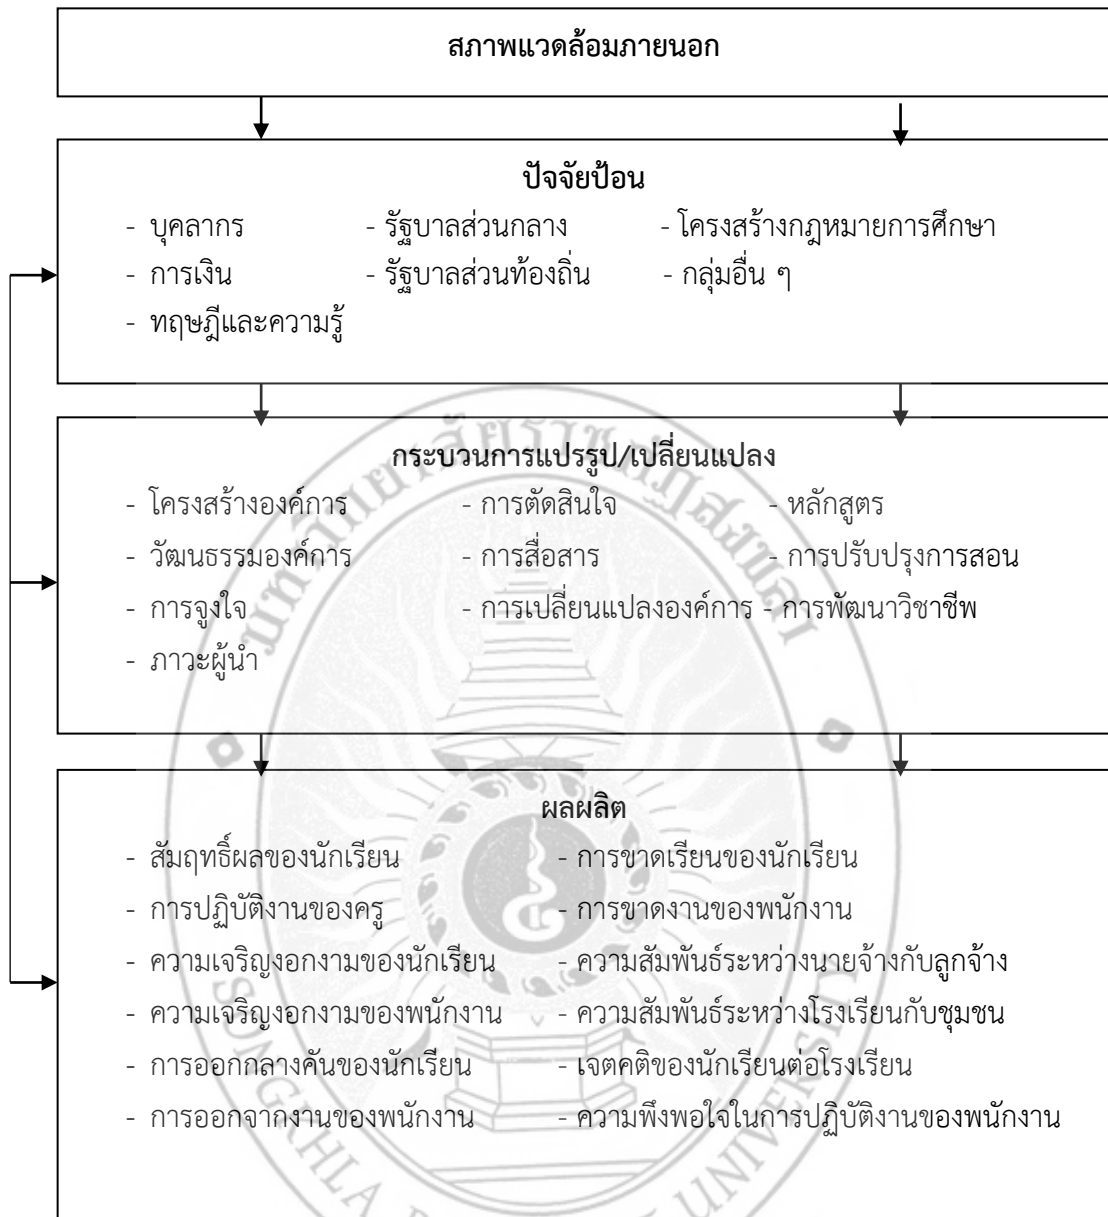 สภาพแวดล้อมภายนอก
ปัจจัยป้อน
- บุคลากร - รัฐบาลส่วนกลาง - โครงสร้างกฎหมายการศึกษา
- การเงิน - รัฐบาลส่วนท้องถิ่น - กลุ่มอื่น ๆ
- ทฤษฎีและความรู้
กระบวนการแปรรูป/เปลี่ยนแปลง
- โครงสร้างองค์การ - การตัดสินใจ - หลักสูตร
- วัฒนธรรมองค์การ - การสื่อสาร - การปรับปรุงการสอน
- การจูงใจ - การเปลี่ยนแปลงองค์การ - การพัฒนาวิชาชีพ
- ภาวะผู้นำ
ผลผลิต
- สัมฤทธิ์ผลของนักเรียน - การขาดเรียนของนักเรียน
- การปฏิบัติงานของครู - การขาดงานของพนักงาน
- ความเจริญงอกงามของนักเรียน - ความสัมพันธ์ระหว่างนายจ้างกับลูกจ้าง
- ความเจริญงอกงามของพนักงาน - ความสัมพันธ์ระหว่างโรงเรียนกับชุมชน
- การออกกลางคันของนักเรียน - เจตคติของนักเรียนต่อโรงเรียน
- การออกจากงานของพนักงาน - ความพึงพอใจในการปฏิบัติงานของพนักงาน
มหาวิทยาลัยราชภัฏสงขลา
SONGKHLA
UNIVERSITY